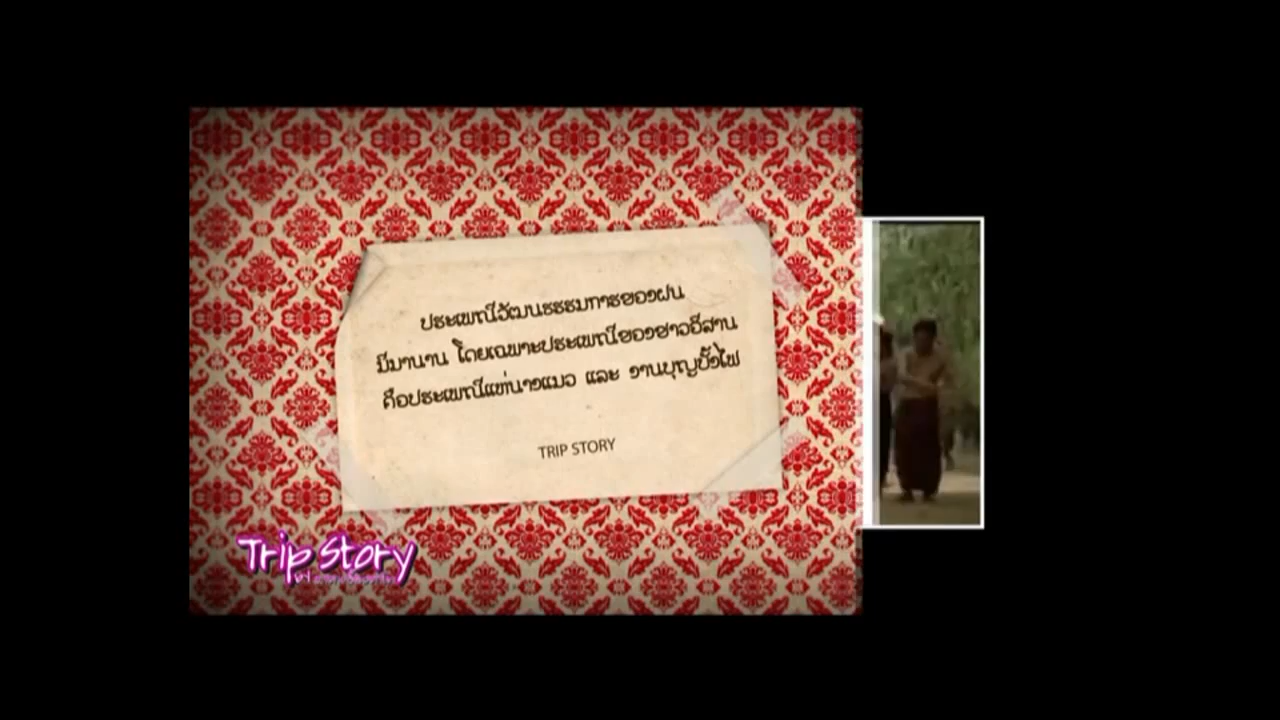 ประเพณีวัฒนธรรมการขอฝน
มีมานาน โดยเฉพาะประเพณีของชาวอีสาน
คือประเพณีแห่นางแมว และ งานบุญบั้งไฟ
TRIP STORY
Trip Story